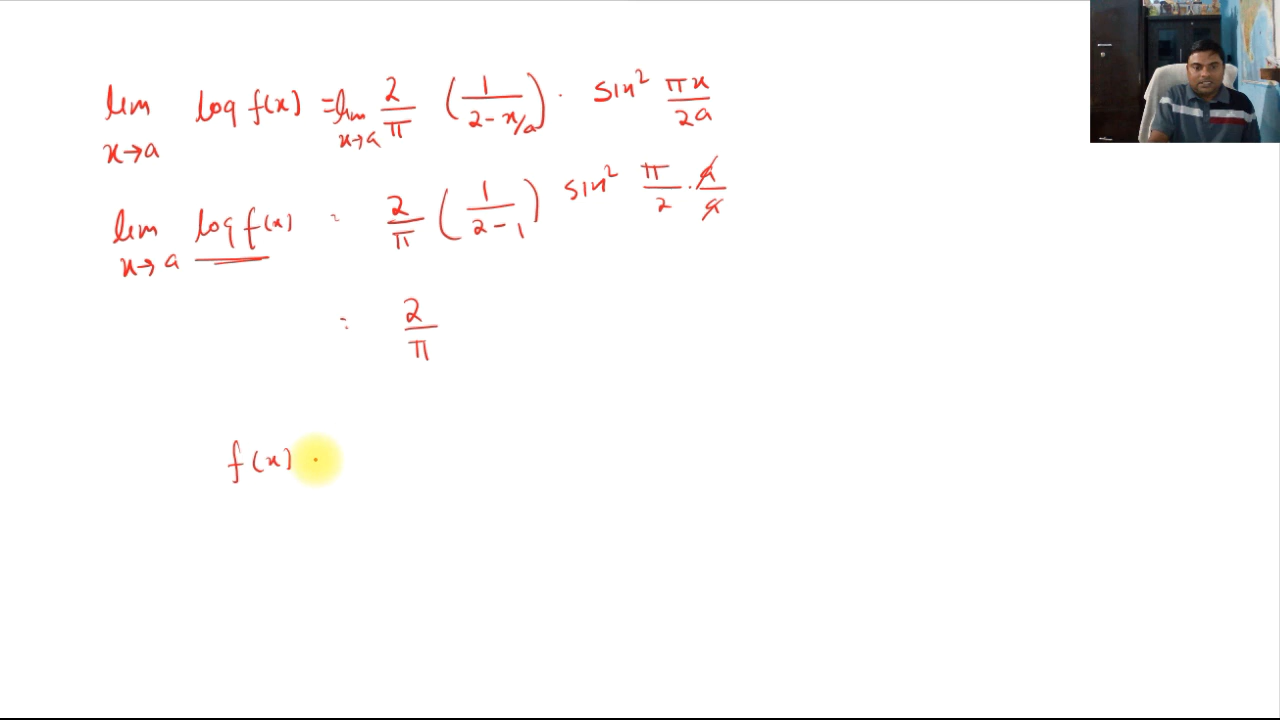 lim x→a log f(x) = lim x→a 2/π (1/(2 - x/a)) · sin² πx/2a
lim x→a log f(x) = 2/π (1/(2-1)) sin² π/2 · a/a
= 2/π
f(x)